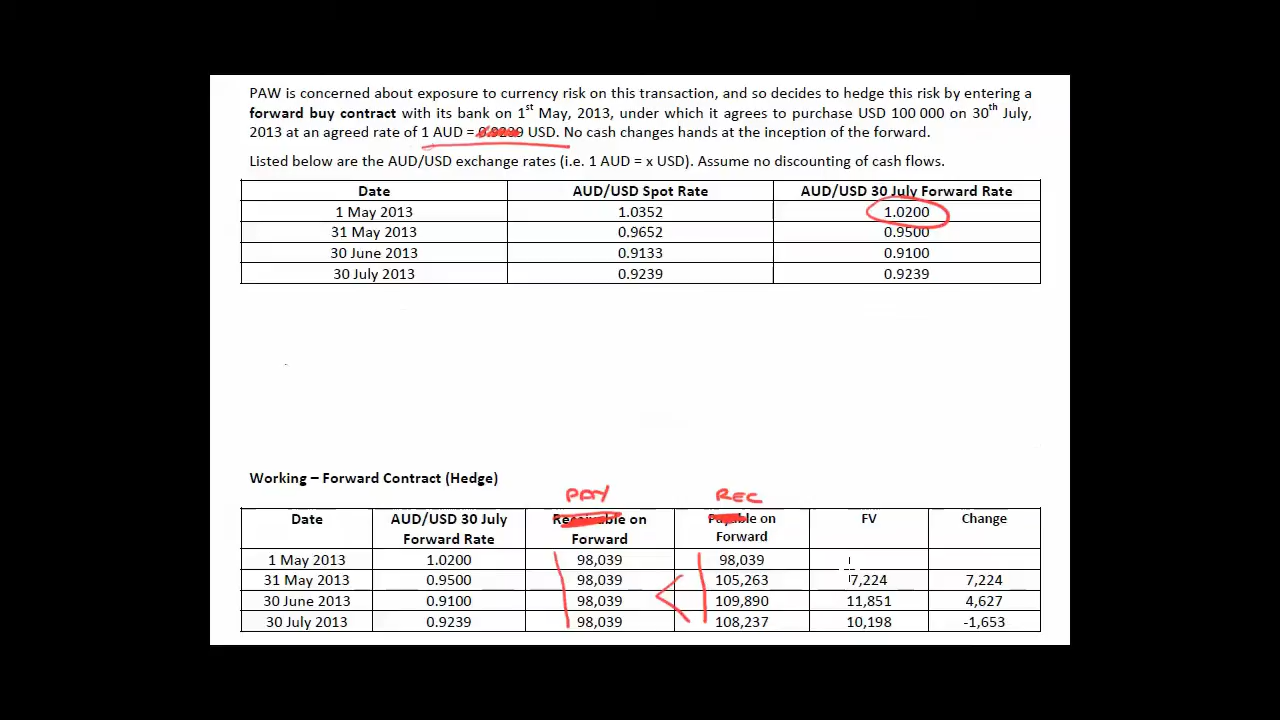 PAW is concerned about exposure to currency risk on this transaction, and so decides to hedge this risk by entering a
forward buy contract with its bank on 1st May, 2013, under which it agrees to purchase USD 100 000 on 30th July,
2013 at an agreed rate of 1 AUD = USD. No cash changes hands at the inception of the forward.
Listed below are the AUD/USD exchange rates (i.e. 1 AUD = x USD). Assume no discounting of cash flows.
Date AUD/USD Spot Rate AUD/USD 30 July Forward Rate
1 May 2013 1.0352 1.0200
31 May 2013 0.9652 0.9500
30 June 2013 0.9133 0.9100
30 July 2013 0.9239 0.9239
Working – Forward Contract (Hedge)
PAY REC
Date AUD/USD 30 July Receivable on Payable on FV Change
Forward Rate Forward Forward
1 May 2013 1.0200 98,039 98,039
31 May 2013 0.9500 98,039 105,263 7,224 7,224
30 June 2013 0.9100 98,039 109,890 11,851 4,627
30 July 2013 0.9239 98,039 108,237 10,198 -1,653